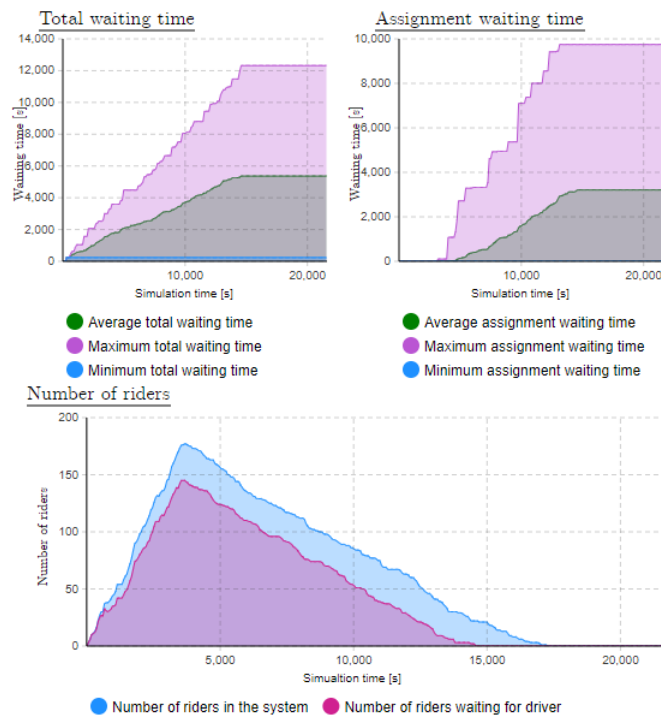 Total waiting time
14,000
12,000
10,000
8,000
6,000
4,000
2,000
0
Waining time [s]
10,000
20,000
Simulation time [s]
Average total waiting time
Maximum total waiting time
Minimum total waiting time
Assignment waiting time
10,000
8,000
6,000
4,000
2,000
0
Waining time [s]
10,000
20,000
Simulation time [s]
Average assignment waiting time
Maximum assignment waiting time
Minimum assignment waiting time
Number of riders
200
150
100
50
0
Number of riders
5,000
10,000
15,000
20,000
Simualtion time [s]
Number of riders in the system
Number of riders waiting for driver